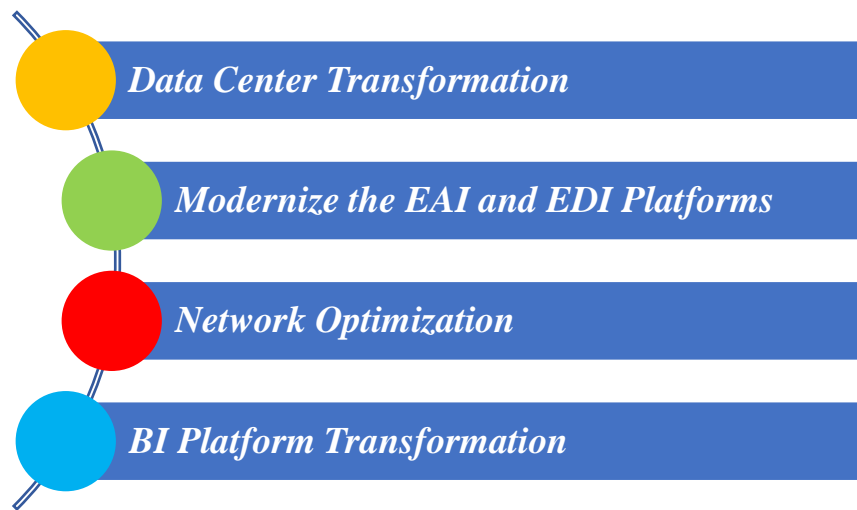 Data Center Transformation
Modernize the EAI and EDI Platforms
Network Optimization
BI Platform Transformation